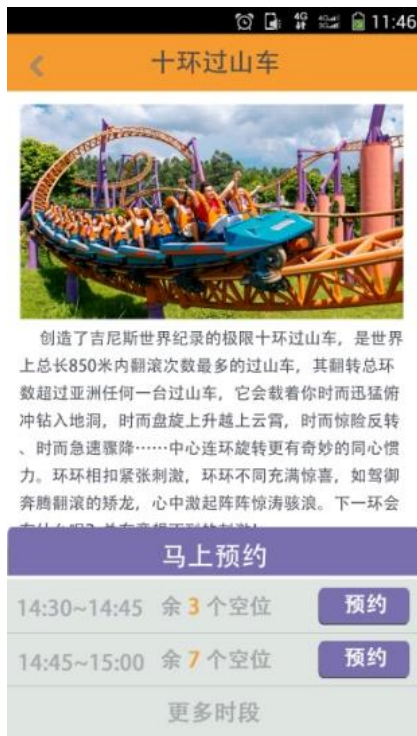 4G 4G 3G 11:46
十环过山车
创造了吉尼斯世界纪录的极限十环过山车，是世界
上总长850米内翻滚次数最多的过山车，其翻转总环
数超过亚洲任何一台过山车，它会载着你时而迅猛俯
冲钻入地洞，时而盘旋上升越上云霄，时而惊险反转
、时而急速骤降……中心连环旋转更有奇妙的同心惯
力。环环相扣紧张刺激，环环不同充满惊喜，如驾御
奔腾翻滚的矫龙，心中激起阵阵惊涛骇浪。下一环会
马上预约
14:30~14:45 余 3 个空位 预约
14:45~15:00 余 7 个空位 预约
更多时段